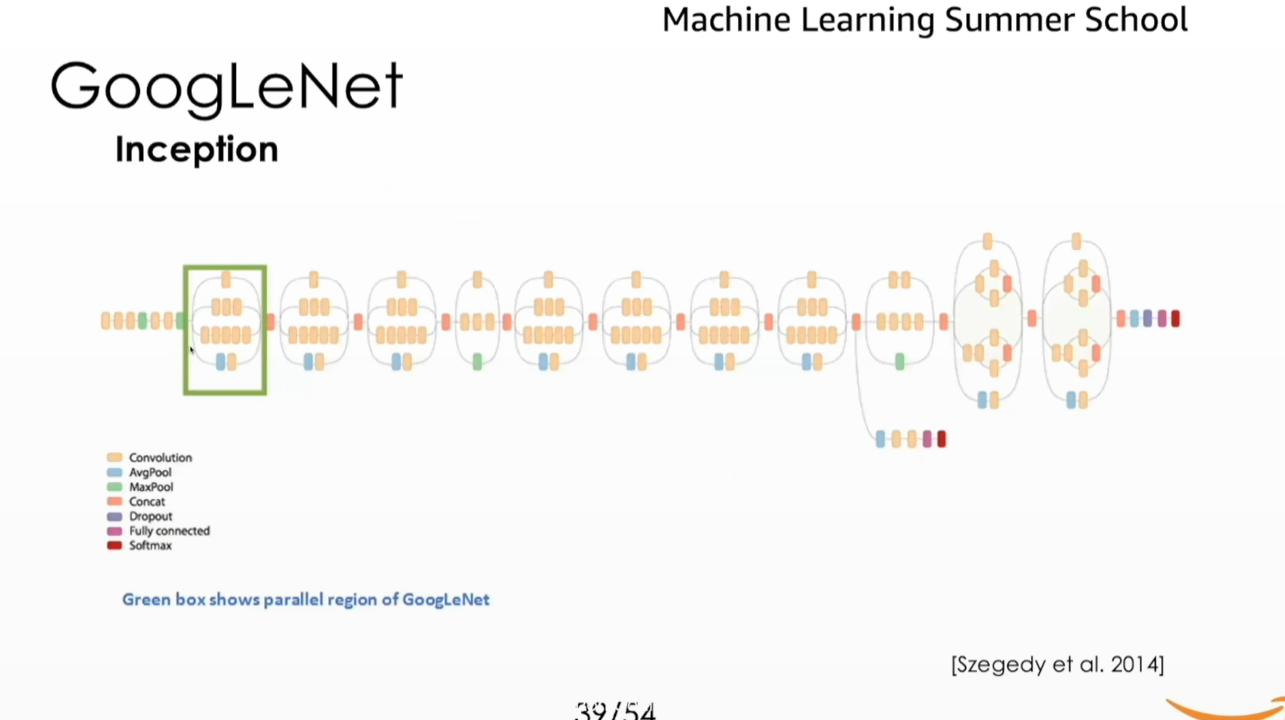 Machine Learning Summer School
GoogLeNet
Inception
Convolution
AvgPool
MaxPool
Concat
Dropout
Fully connected
Softmax
Green box shows parallel region of GoogLeNet
[Szegedy et al. 2014]
39/54